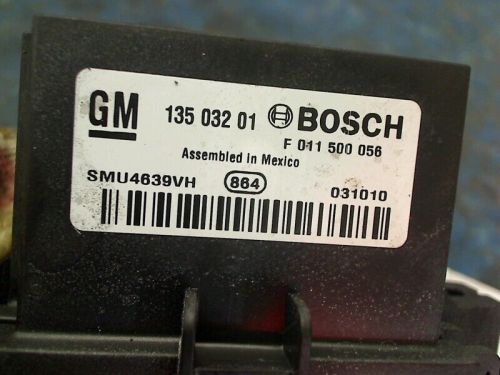 GM 135 032 01 BOSCH
F 011 500 056
Assembled in Mexico
SMU4639VH 864 031010